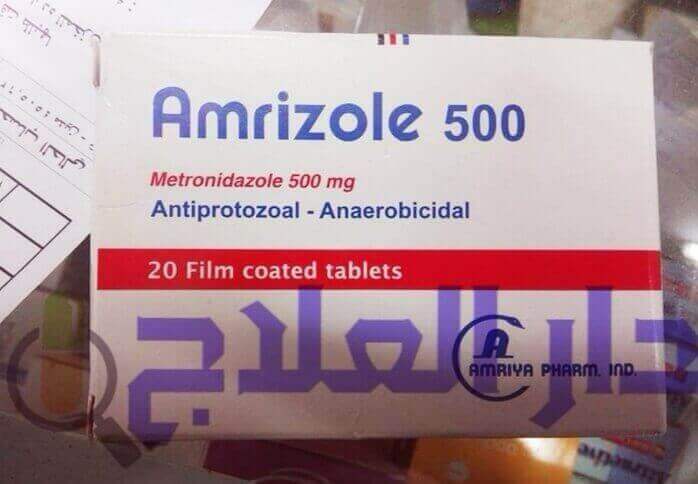 Amrizole 500
Metronidazole 500 mg
Antiprotozoal - Anaerobicidal
20 Film coated tablets
دار العلاج
A
AMRIYA PHARM. IND.